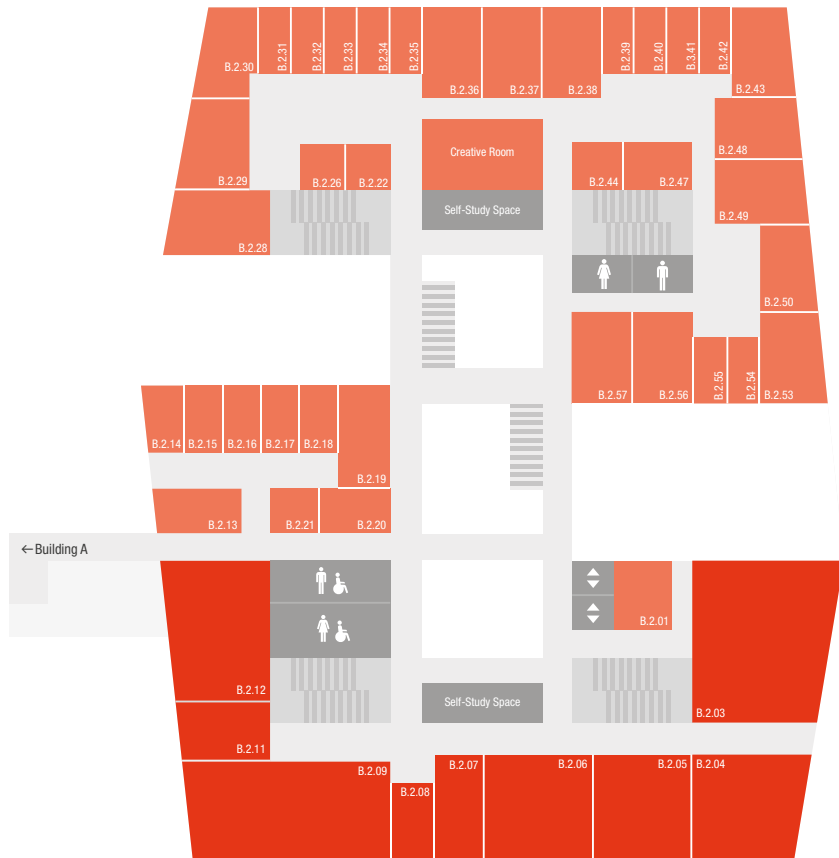 B.2.30
B.2.31
B.2.32
B.2.33
B.2.34
B.2.35
B.2.36
B.2.37
B.2.38
B.2.39
B.2.40
B.3.41
B.2.42
B.2.43
Creative Room
B.2.48
B.2.29
B.2.26
B.2.22
B.2.44
B.2.47
Self-Study Space
B.2.49
B.2.28
B.2.50
B.2.57
B.2.56
B.2.55
B.2.54
B.2.53
B.2.14
B.2.15
B.2.16
B.2.17
B.2.18
B.2.19
B.2.13
B.2.21
B.2.20
←Building A
B.2.01
B.2.12
Self-Study Space
B.2.03
B.2.11
B.2.09
B.2.08
B.2.07
B.2.06
B.2.05
B.2.04